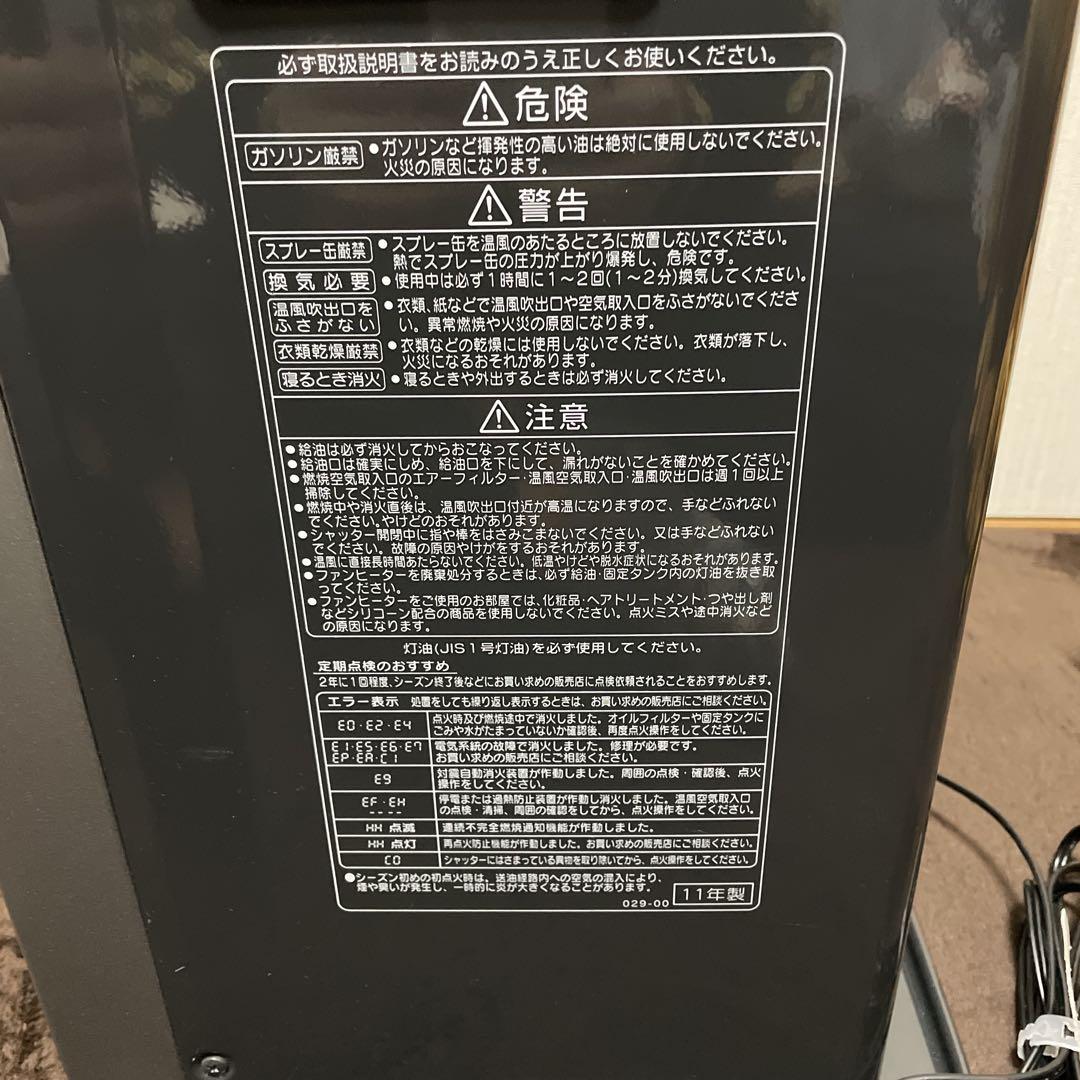 必ず取扱説明書をお読みのうえ正しくお使いください。
危険
ガソリン厳禁
●ガソリンなど揮発性の高い油は絶対に使用しないでください。
火災の原因になります。
警告
スプレー缶厳禁
●スプレー缶を温風のあたるところに放置しないでください。
熱でスプレー缶の圧力が上がり爆発し、危険です。
換気必要
●使用中は必ず1時間に1～2回(1～2分)換気してください。
温風吹出口を
ふさがない
●衣類、紙などで温風吹出口や空気取入口をふさがないでくださ
い。異常燃焼や火災の原因になります。
衣類乾燥厳禁
●衣類などの乾燥には使用しないでください。衣類が落下し、
火災になるおそれがあります。
寝るとき消火
●寝るときや外出するときは必ず消火してください。
注意
●給油は必ず消火してからおこなってください。
●給油口は確実にしめ、給油口を下にして、漏れがないことを確かめてください。
●燃焼空気取入口のエアーフィルター・温風空気取入口・温風吹出口は週1回以上
掃除してください。
●燃焼中や消火直後は、温風吹出口付近が高温になりますので、手などふれない
でください。やけどのおそれがあります。
●シャッター開閉中に指や棒をはさみこまないでください。又は手などふれない
でください。故障の原因やけがをするおそれがあります。
●温風に直接長時間あたらないでください。低温やけどや脱水症状になるおそれがあります。
●ファンヒーターを廃棄処分するときは、必ず給油・固定タンク内の灯油を抜き取
ってください。
●ファンヒーターをご使用のお部屋では、化粧品・ヘアトリートメント・つや出し剤
などシリコーン配合の商品を使用しないでください。点火ミスや途中消火など
の原因になります。
灯油(JIS1号灯油)を必ず使用してください。
定期点検のおすすめ
2年に1回程度、シーズン終了後などにお買い求めの販売店に点検依頼されることをおすすめします。
エラー表示 処置をしても繰り返し表示するときは、お買い求めの販売店にご相談ください。
E0・E2・E4
点火時及び燃焼途中で消火しました。オイルフィルターや固定タンクに
ごみや水がたまっていないか確認後、再度点火操作をしてください。
E1・E5・E6・E7
EP・EA・C1
電気系統の故障で消火しました。修理が必要です。
お買い求めの販売店にご相談ください。
E9
対震自動消火装置が作動しました。周囲の点検・確認後、点火
操作をしてください。
EF・EH
----
停電または過熱防止装置が作動し消火しました。温風空気取入口
の点検・清掃、周囲の確認をしてから、点火操作をしてください。
HH 点滅
連続不完全燃焼通知機能が作動しました。
HH 点灯
再点火防止機能が作動しました。お買い求めの販売店にご相談ください。
C0
シャッターにはさまっている異物を取り除いてから、点火操作をしてください。
●シーズン初めの初点火時は、送油経路内への空気の混入により、
煙や臭いが発生し、一時的に炎が大きくなることがあります。
029-00
11年製